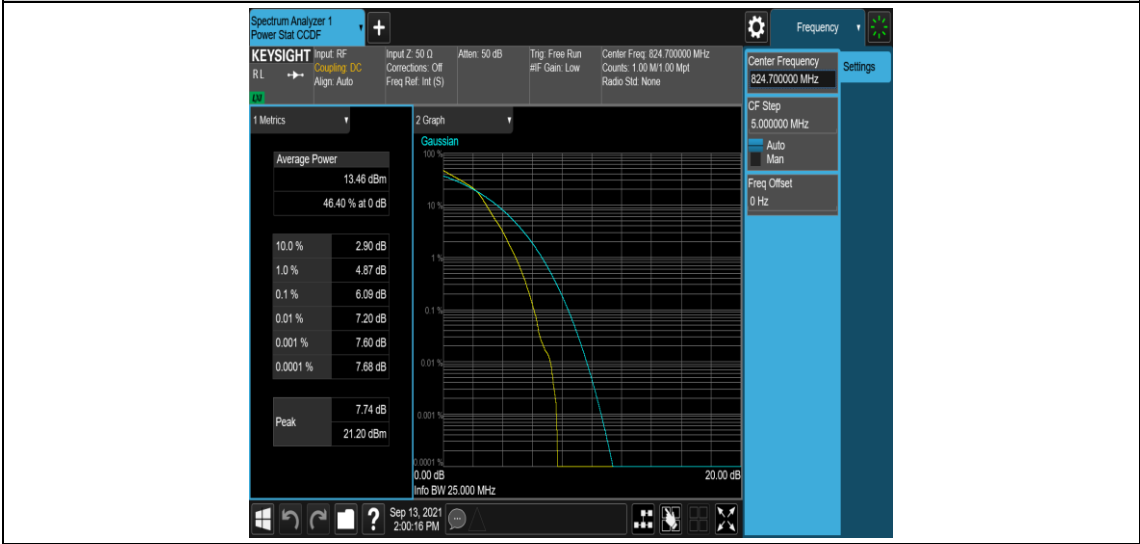 Spectrum Analyzer 1
Power Stat CCDF
+
Frequency
KEYSIGHT
RL
LM
Input: RF
Coupling: DC
Align: Auto
Input Z: 50 Ω
Corrections: Off
Freq Ref: Int (S)
Atten: 50 dB
Trig: Free Run
#IF Gain: Low
Center Freq: 824.700000 MHz
Counts: 1.00 M/1.00 Mpt
Radio Std: None
Center Frequency
824.700000 MHz
Settings
CF Step
5.000000 MHz
Auto
Man
Freq Offset
0 Hz
1 Metrics
Average Power
13.46 dBm
46.40 % at 0 dB
10.0 % 2.90 dB
1.0 % 4.87 dB
0.1 % 6.09 dB
0.01 % 7.20 dB
0.001 % 7.60 dB
0.0001 % 7.68 dB
Peak
7.74 dB
21.20 dBm
2 Graph
Gaussian
100 %
10 %
1 %
0.1 %
0.01 %
0.001 %
0.0001 %
0.00 dB 20.00 dB
Info BW 25.000 MHz
?
Sep 13, 2021
2:00:16 PM